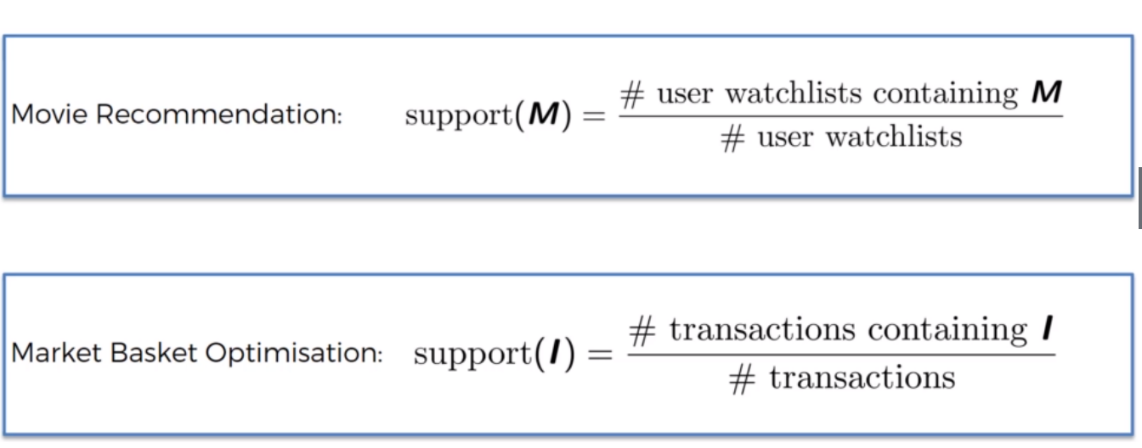 Movie Recommendation: support(M) = # user watchlists containing M / # user watchlists
Market Basket Optimisation: support(I) = # transactions containing I / # transactions